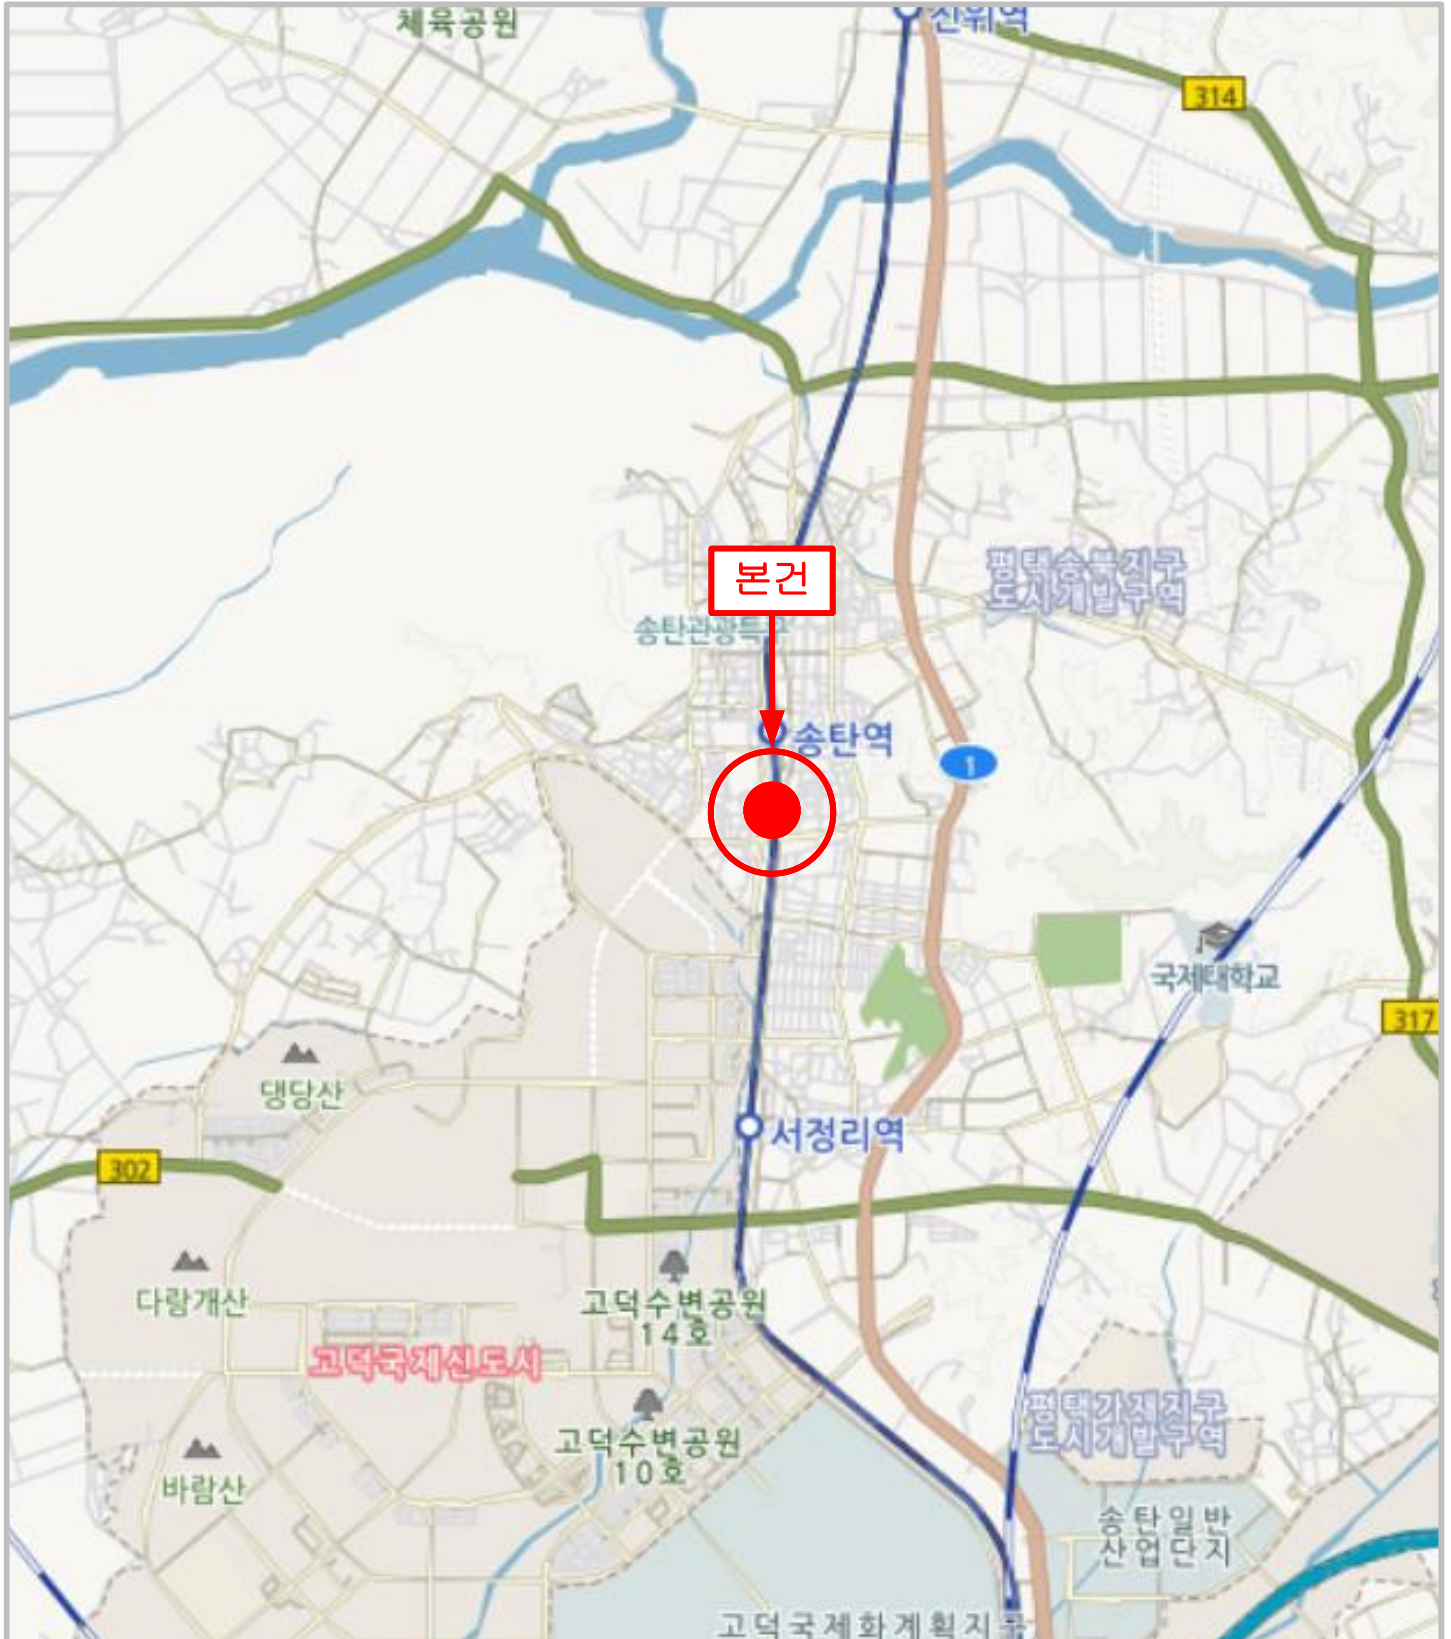 체육공원
진위역
314
평택송북지구
도시개발구역
본건
송탄관광특구
송탄역
1
국제대학교
317
댕당산
서정리역
302
다람개산
고덕수변공원
14호
고덕국제신도시
평택가재지구
도시개발구역
고덕수변공원
10호
바람산
송탄일반
산업단지
고덕국제화계획지구